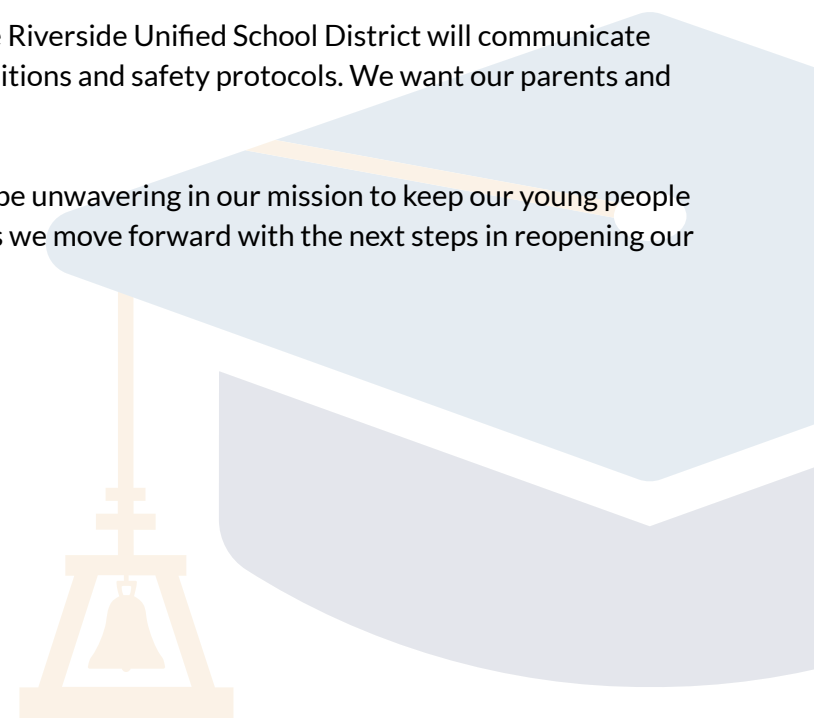 Riverside Unified School District will communicate
itions and safety protocols. We want our parents and
be unwavering in our mission to keep our young people
s we move forward with the next steps in reopening our